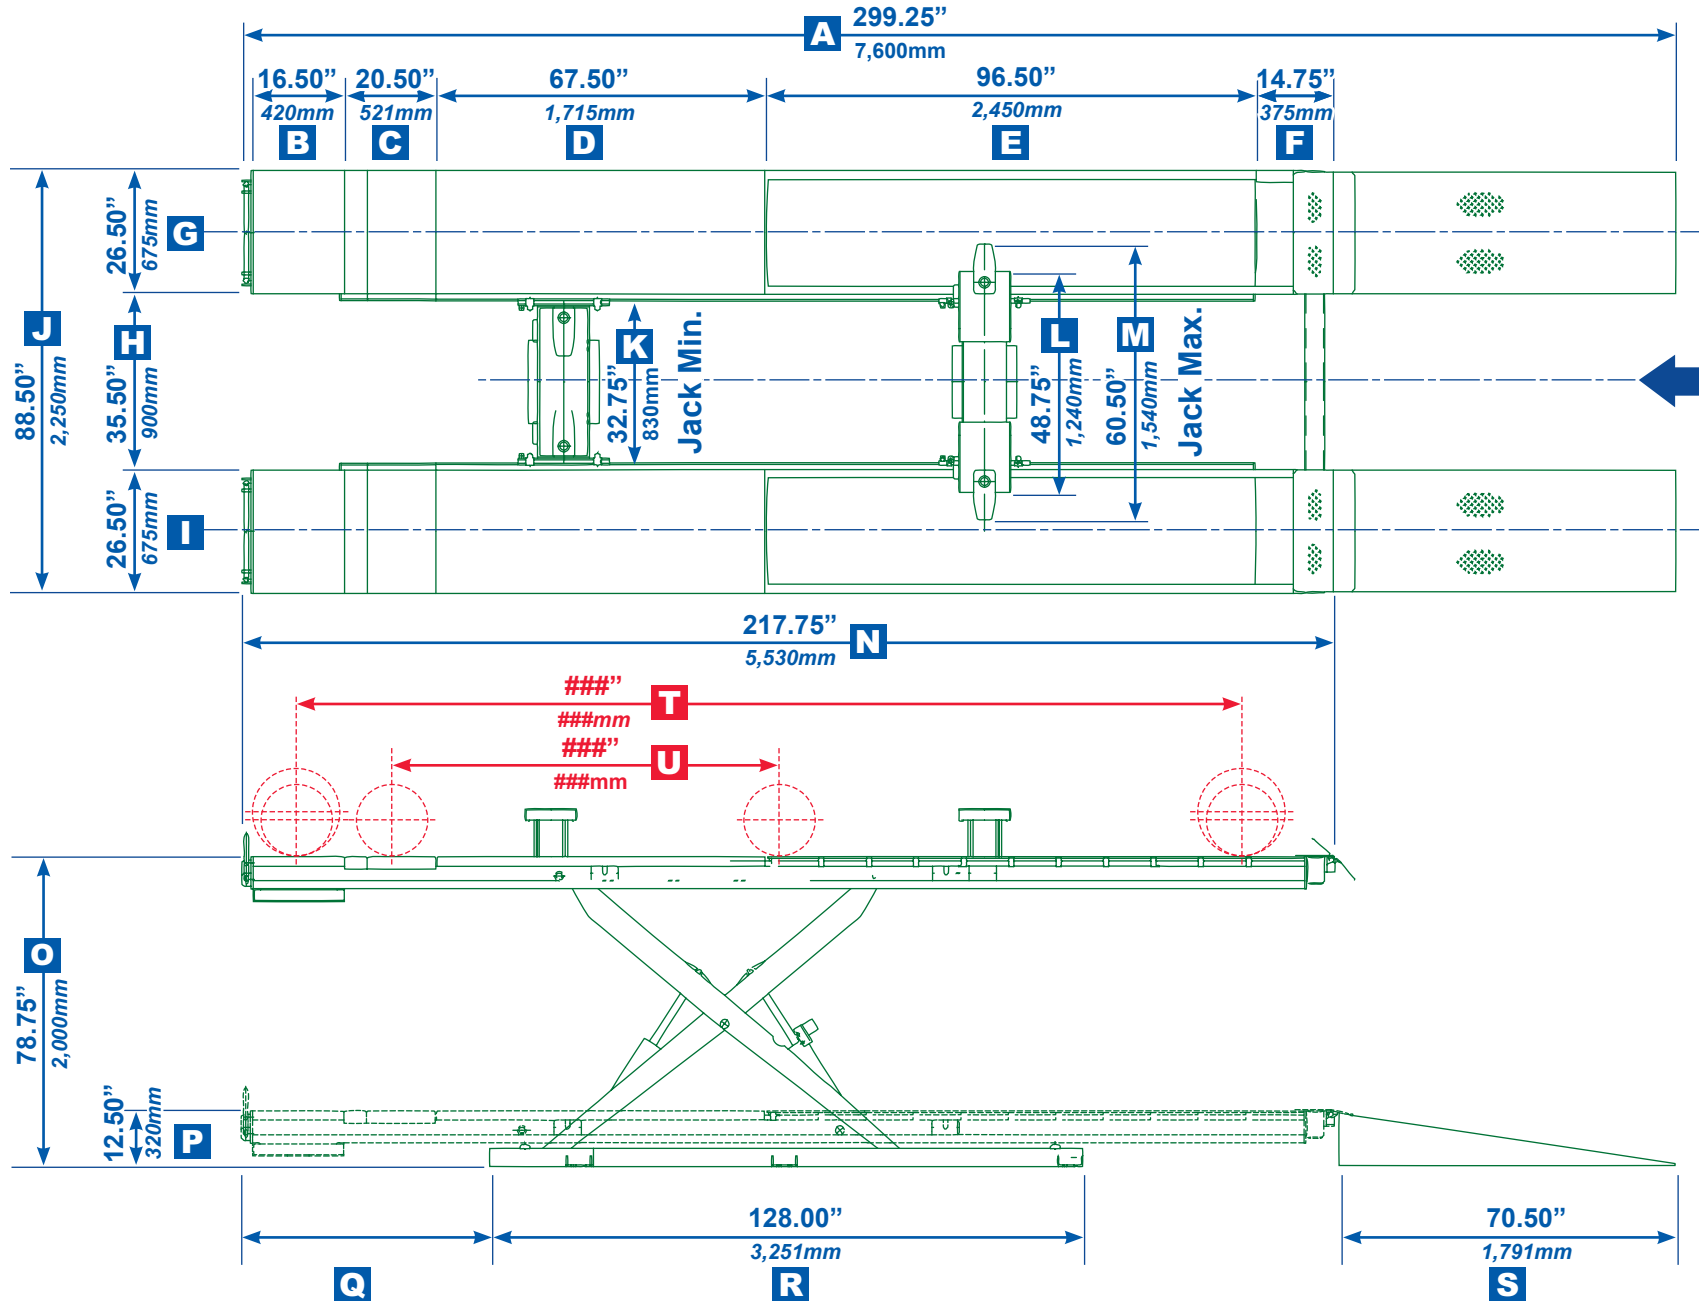 A 299.25”
7,600mm
16.50” 20.50” 67.50” 96.50” 14.75”
420mm 521mm 1,715mm 2,450mm 375mm
B C D E F
26.50”
675mm
G
J
88.50”
2,250mm
H
35.50”
900mm
26.50”
675mm
I
K
32.75”
830mm
Jack Min.
L
48.75”
1,240mm
M
60.50”
1,540mm
Jack Max.
217.75” N
5,530mm
###” T
###mm
###” U
###mm
O
78.75”
2,000mm
12.50”
320mm
P
128.00” 70.50”
3,251mm 1,791mm
Q R S